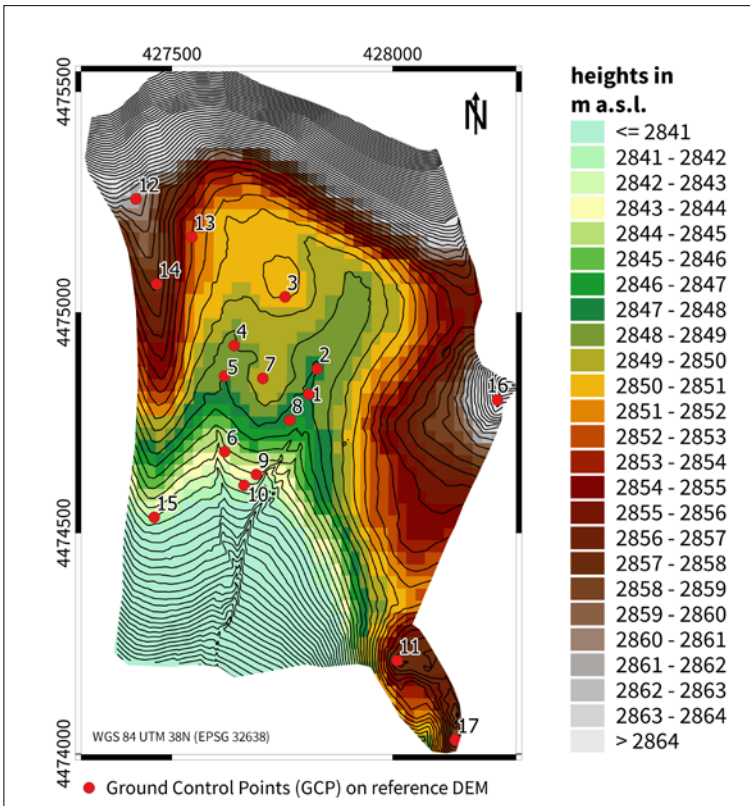 427500 428000
4475500
4475000
4474500
4474000
N
12
13
14
3
4
2
5
7
1
16
8
6
9
10
15
11
17
WGS 84 UTM 38N (EPSG 32638)
Ground Control Points (GCP) on reference DEM
heights in
m a.s.l.
<= 2841
2841 - 2842
2842 - 2843
2843 - 2844
2844 - 2845
2845 - 2846
2846 - 2847
2847 - 2848
2848 - 2849
2849 - 2850
2850 - 2851
2851 - 2852
2852 - 2853
2853 - 2854
2854 - 2855
2855 - 2856
2856 - 2857
2857 - 2858
2858 - 2859
2859 - 2860
2860 - 2861
2861 - 2862
2862 - 2863
2863 - 2864
> 2864